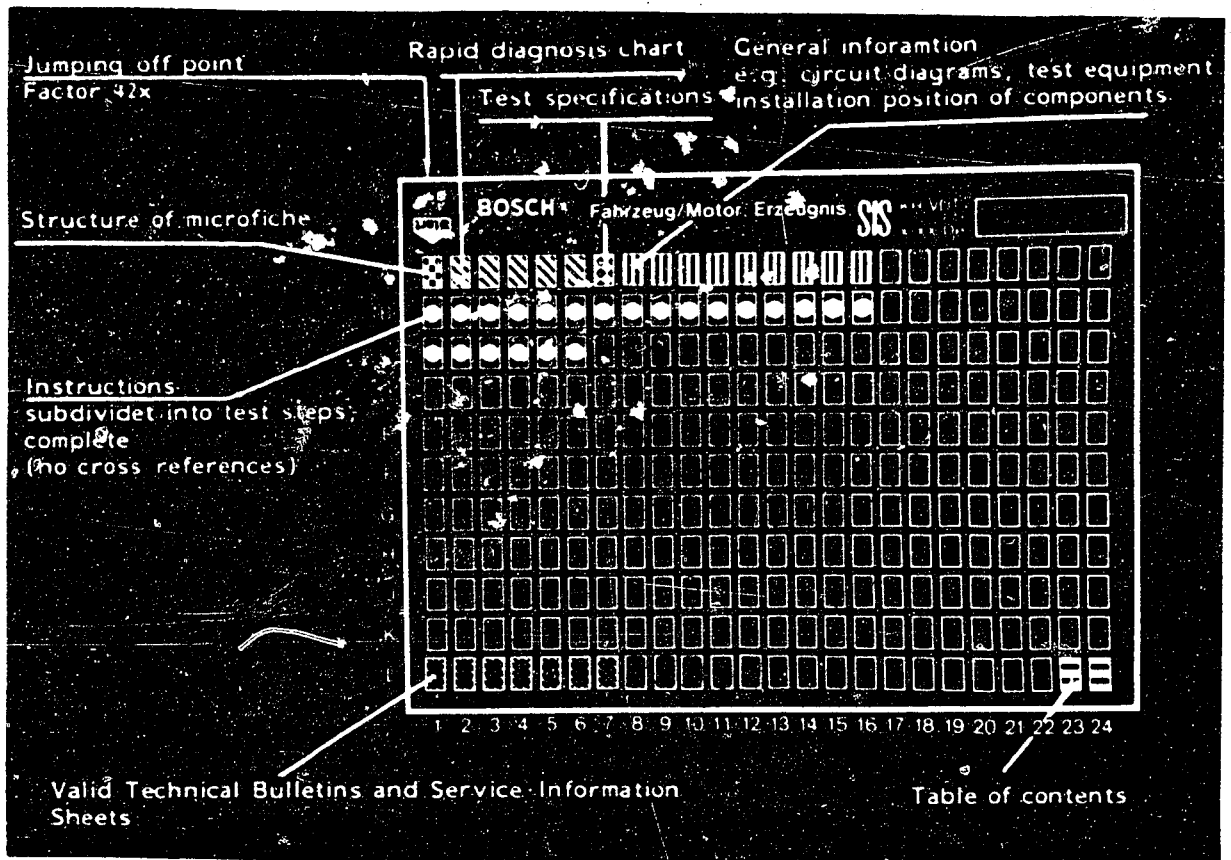 Jumping off point
Factor 42x
Rapid diagnosis chart
Test specifications
General inforamtion
e.g. circuit diagrams, test equipment
installation position of components
Structure of microfiche
BOSCH
Fahrzeug/Motor Erzeugnis
SIS
Instructions
subdividet into test steps,
complete
(no cross references)
K
1 2 3 4 5 6 7 8 9 10 11 12 13 14 15 16 17 18 19 20 21 22 23 24
Valid Technical Bulletins and Service Information
Sheets
Table of contents